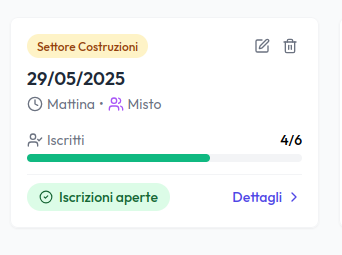 Settore Costruzioni
29/05/2025
Mattina • Misto
Iscritti 4/6
Iscrizioni aperte Dettagli